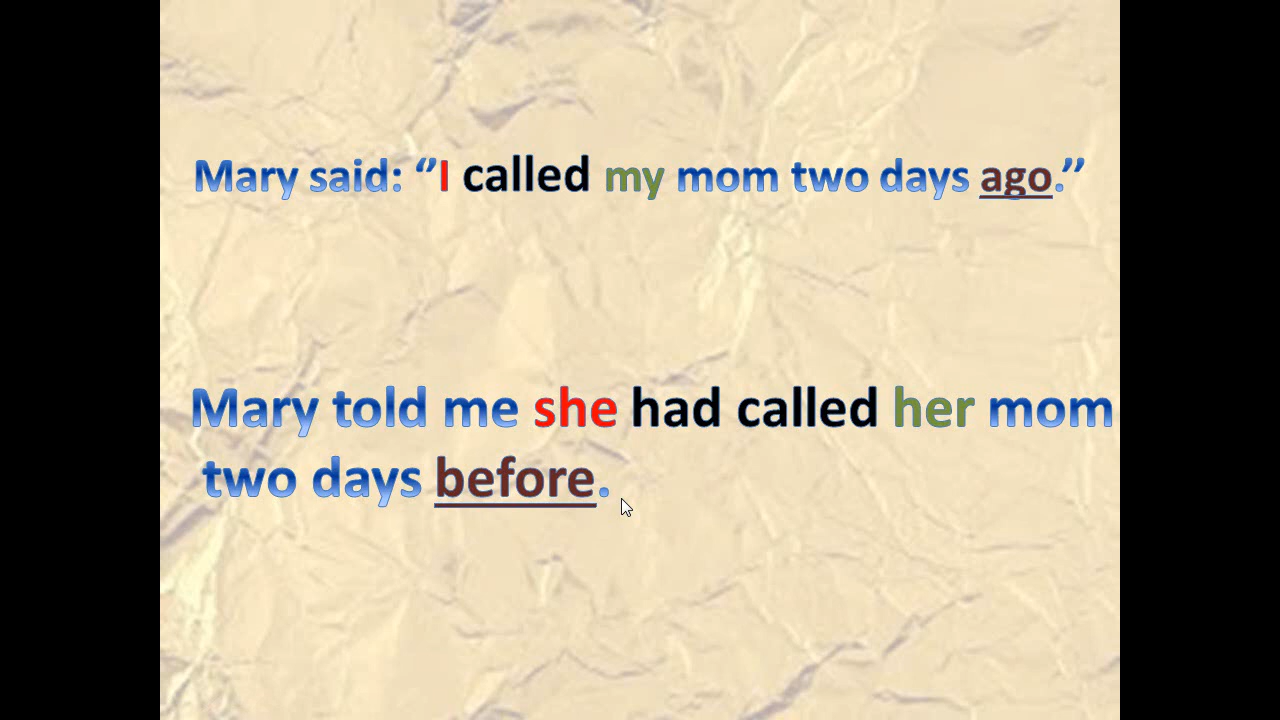 Mary said: “I called my mom two days ago.”
Mary told me she had called her mom
two days before.